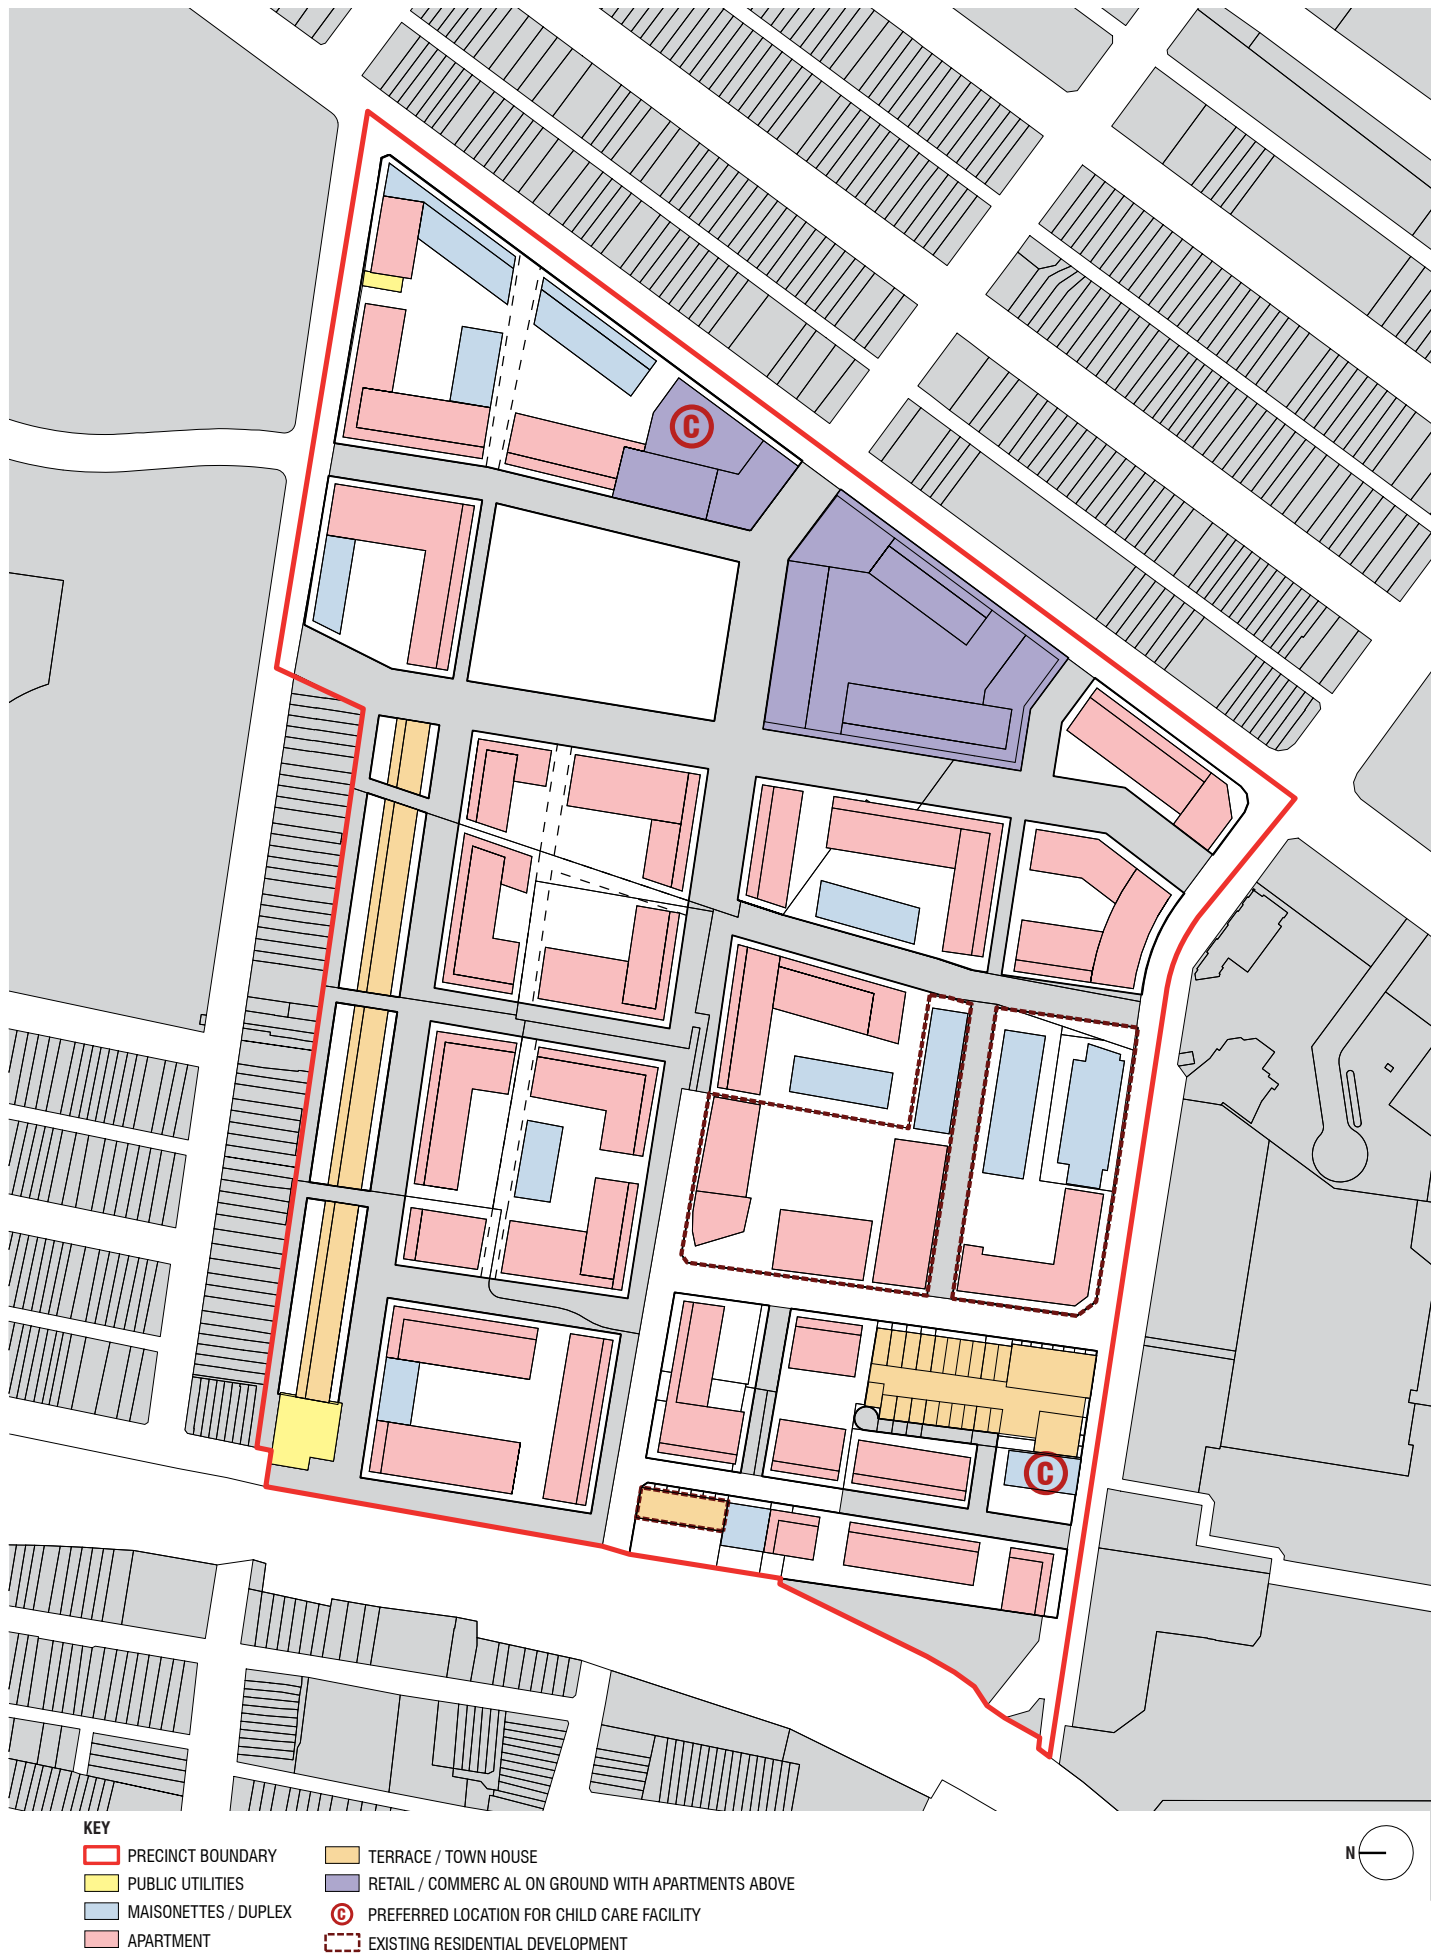 C
C
KEY
PRECINCT BOUNDARY
PUBLIC UTILITIES
MAISONETTES / DUPLEX
APARTMENT
TERRACE / TOWN HOUSE
RETAIL / COMMERC AL ON GROUND WITH APARTMENTS ABOVE
C PREFERRED LOCATION FOR CHILD CARE FACILITY
EXISTING RESIDENTIAL DEVELOPMENT
N